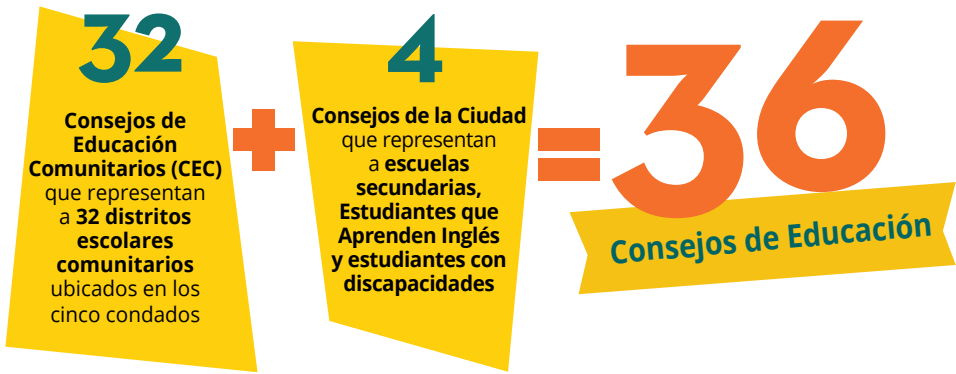 32
Consejos de
Educación
Comunitarios (CEC)
que representan
a 32 distritos
escolares
comunitarios
ubicados en los
cinco condados
+
4
Consejos de la Ciudad
que representan
a escuelas
secundarias,
Estudiantes que
Aprenden Inglés
y estudiantes con
discapacidades
=
36
Consejos de Educación